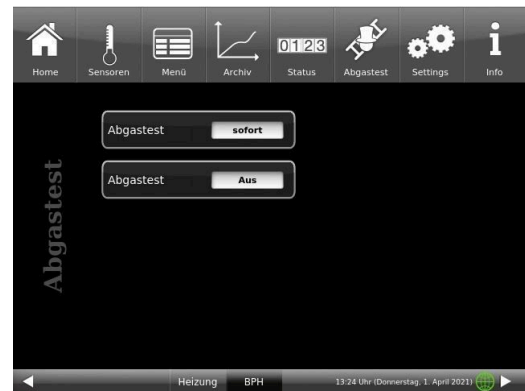 Home Sensoren Menü Archiv 0123 Status Abgastest Settings Info
Abgastest sofort
Abgastest Aus
Abgastest
Heizung BPH 13:24 Uhr (Donnerstag, 1. April 2021)